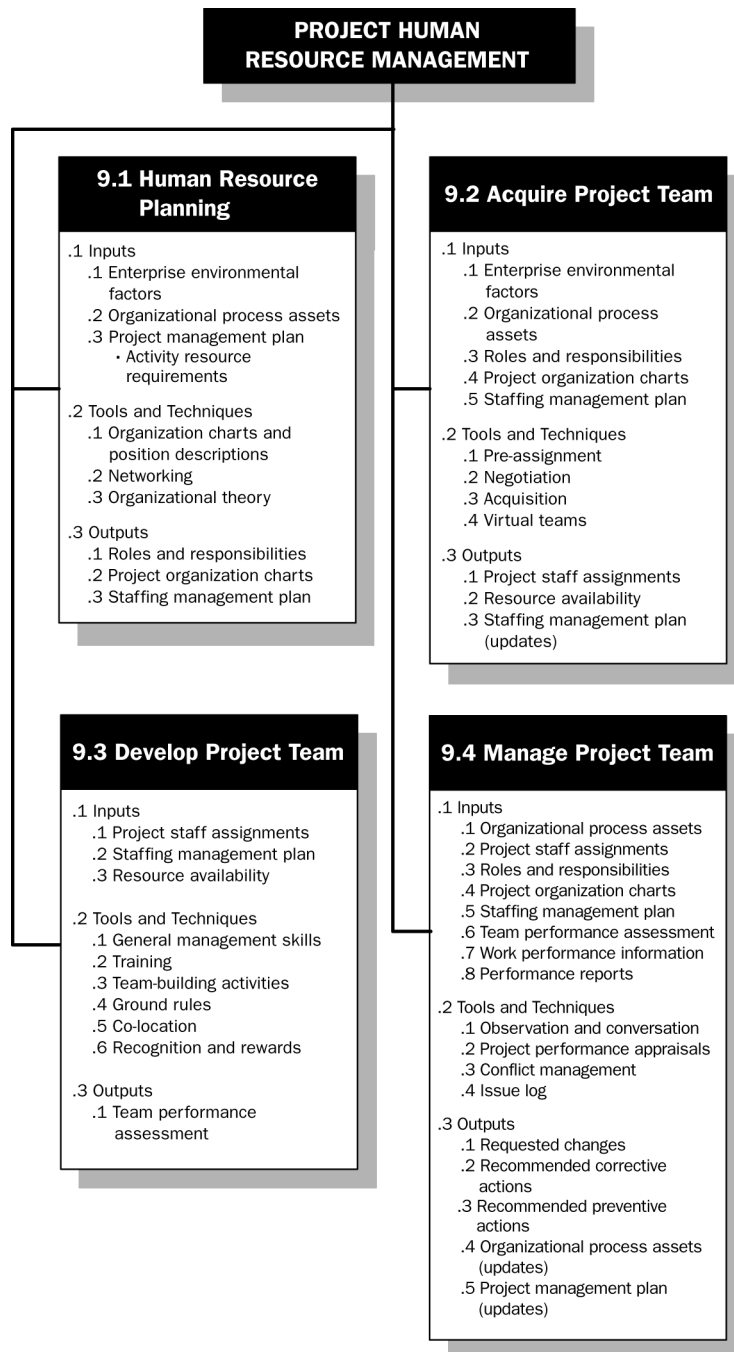 PROJECT HUMAN
RESOURCE MANAGEMENT
9.1 Human Resource
Planning
.1 Inputs
.1 Enterprise environmental
factors
.2 Organizational process assets
.3 Project management plan
· Activity resource
requirements
.2 Tools and Techniques
.1 Organization charts and
position descriptions
.2 Networking
.3 Organizational theory
.3 Outputs
.1 Roles and responsibilities
.2 Project organization charts
.3 Staffing management plan
9.2 Acquire Project Team
.1 Inputs
.1 Enterprise environmental
factors
.2 Organizational process
assets
.3 Roles and responsibilities
.4 Project organization charts
.5 Staffing management plan
.2 Tools and Techniques
.1 Pre-assignment
.2 Negotiation
.3 Acquisition
.4 Virtual teams
.3 Outputs
.1 Project staff assignments
.2 Resource availability
.3 Staffing management plan
(updates)
9.3 Develop Project Team
.1 Inputs
.1 Project staff assignments
.2 Staffing management plan
.3 Resource availability
.2 Tools and Techniques
.1 General management skills
.2 Training
.3 Team-building activities
.4 Ground rules
.5 Co-location
.6 Recognition and rewards
.3 Outputs
.1 Team performance
assessment
9.4 Manage Project Team
.1 Inputs
.1 Organizational process assets
.2 Project staff assignments
.3 Roles and responsibilities
.4 Project organization charts
.5 Staffing management plan
.6 Team performance assessment
.7 Work performance information
.8 Performance reports
.2 Tools and Techniques
.1 Observation and conversation
.2 Project performance appraisals
.3 Conflict management
.4 Issue log
.3 Outputs
.1 Requested changes
.2 Recommended corrective
actions
.3 Recommended preventive
actions
.4 Organizational process assets
(updates)
.5 Project management plan
(updates)